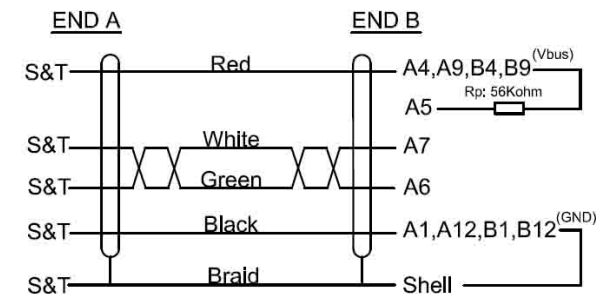 END A END B
S&T Red A4,A9,B4,B9 (Vbus)
Rp: 56Kohm
A5
S&T White A7
S&T Green A6
S&T Black A1,A12,B1,B12 (GND)
S&T Braid Shell